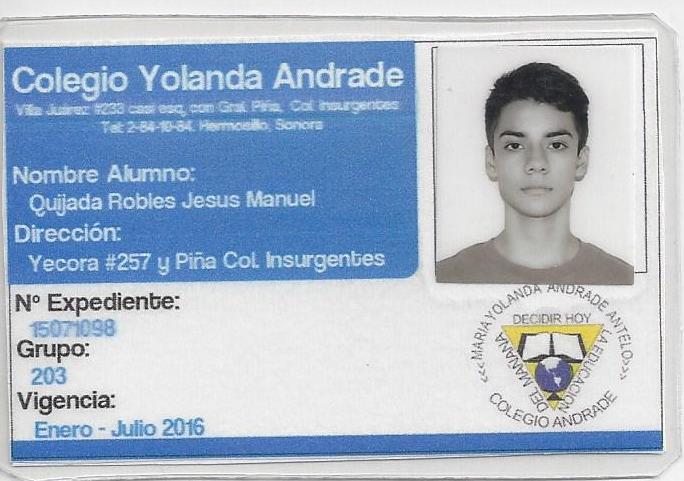 Colegio Yolanda Andrade
Villa Juárez #233 casi esq, con Gral. Piña, Col. Insurgentes
Tel: 2-84-10-84, Hermosillo, Sonora
Nombre Alumno:
Quijada Robles Jesus Manuel
Dirección:
Yecora #257 y Piña Col. Insurgentes
Nº Expediente:
15071098
Grupo:
203
Vigencia:
Enero - Julio 2016
<<<MARIA YOLANDA ANDRADE ANTELO>>>
DECIDIR HOY
LA EDUCACION
DEL MAÑANA
COLEGIO ANDRADE